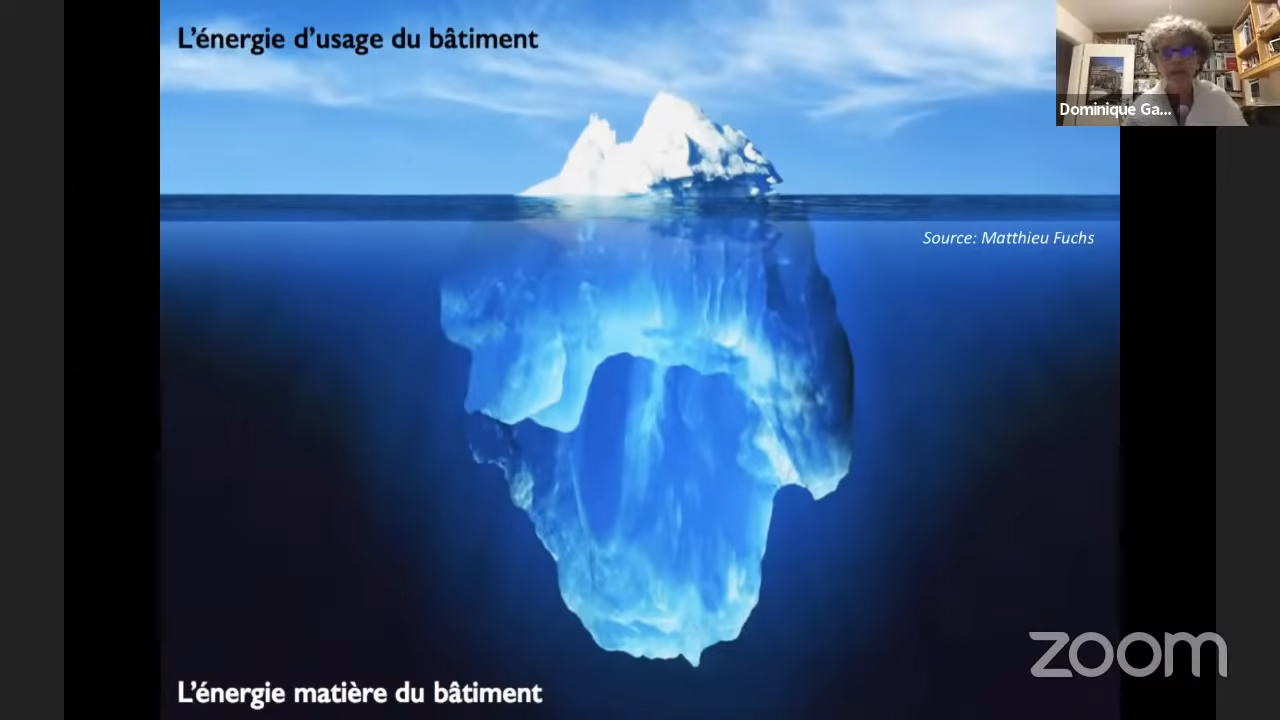 L'énergie d'usage du bâtiment
Dominique Ga...
Source: Matthieu Fuchs
zoom
L'énergie matière du bâtiment